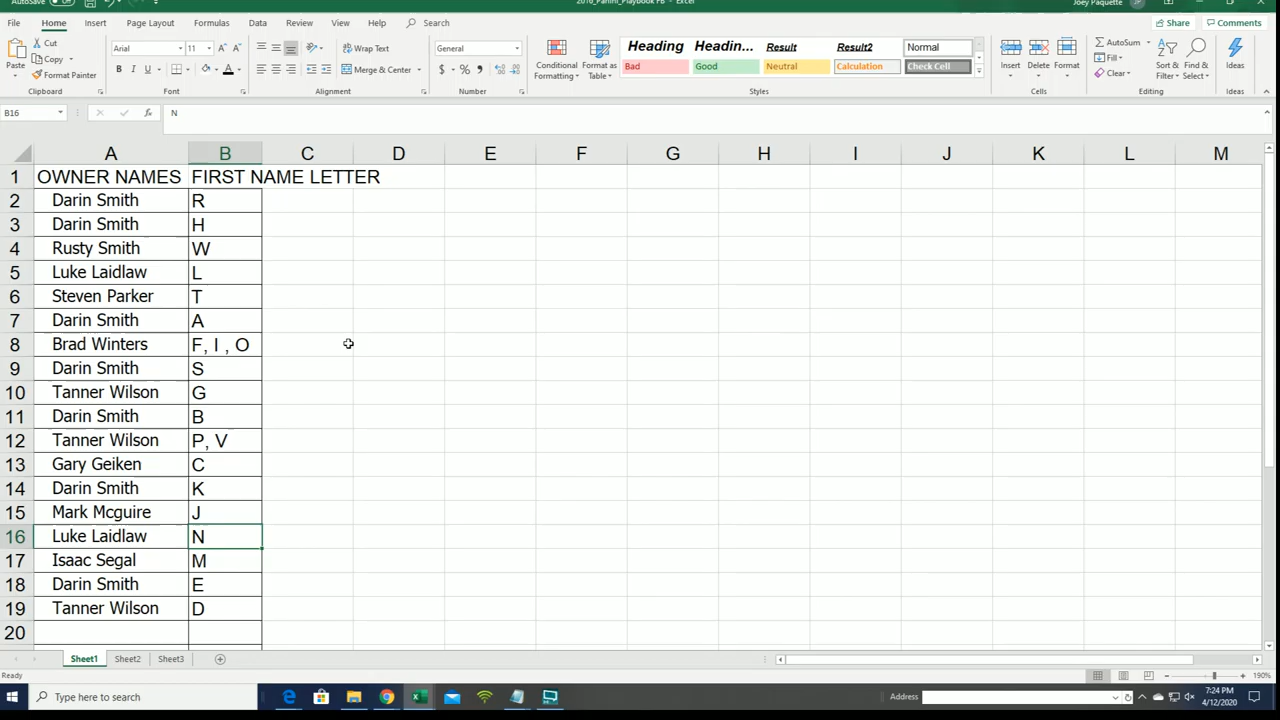 2016_Panini_Playbook FB - Excel
Joey Paquette JP
File Home Insert Page Layout Formulas Data Review View Help Search Share Comments
Paste Cut Copy Format Painter Clipboard
Arial 11 A A B I U A Font
Wrap Text Merge & Center Alignment
General $ % , Number
Conditional Formatting Format as Table
Heading Headin... Result Result2 Normal
Bad Good Neutral Calculation Check Cell
Styles
Insert Delete Format Cells
AutoSum Fill Clear Sort & Filter Find & Select Editing
Ideas Ideas
B16 fx N
A B C D E F G H I J K L M
1 OWNER NAMES FIRST NAME LETTER
2 Darin Smith R
3 Darin Smith H
4 Rusty Smith W
5 Luke Laidlaw L
6 Steven Parker T
7 Darin Smith A
8 Brad Winters F, I , O
9 Darin Smith S
10 Tanner Wilson G
11 Darin Smith B
12 Tanner Wilson P, V
13 Gary Geiken C
14 Darin Smith K
15 Mark Mcguire J
16 Luke Laidlaw N
17 Isaac Segal M
18 Darin Smith E
19 Tanner Wilson D
20
Sheet1 Sheet2 Sheet3
Ready 190%
Type here to search Address 7:24 PM
4/12/2020